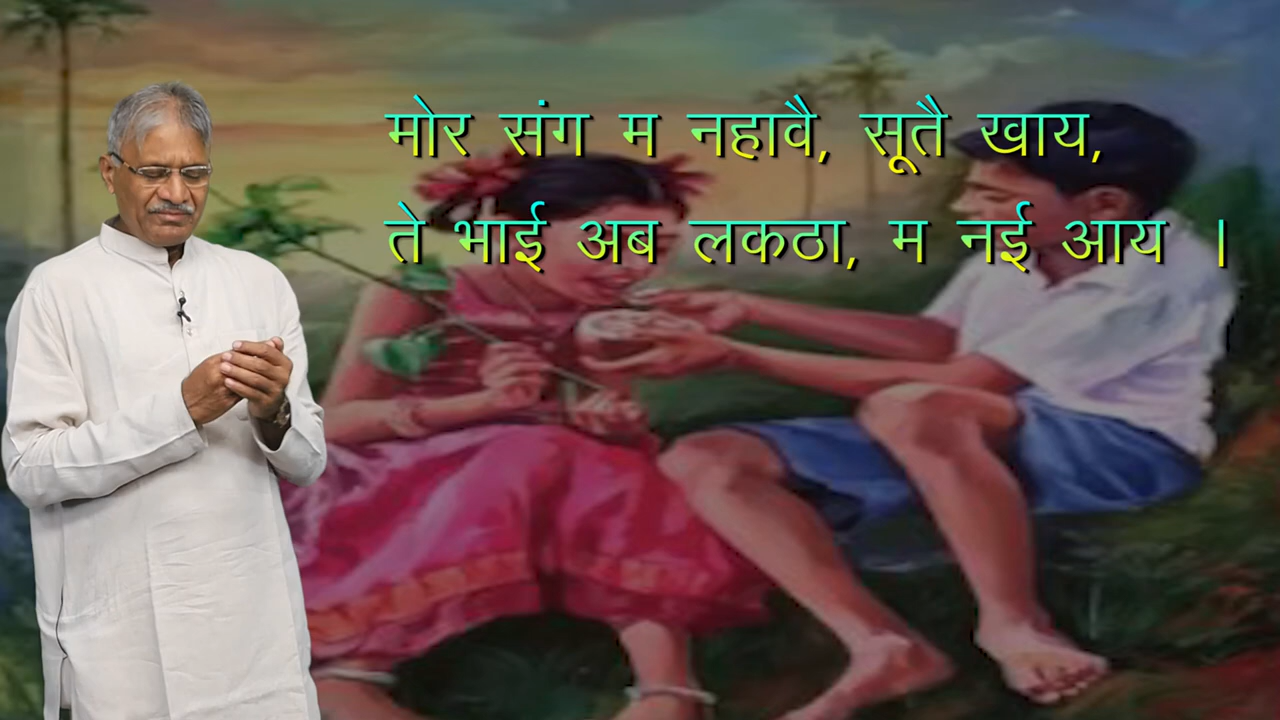 मोर संग म नहावै, सूतै खाय,
ते भाई अब लकठा, म नई आय ।